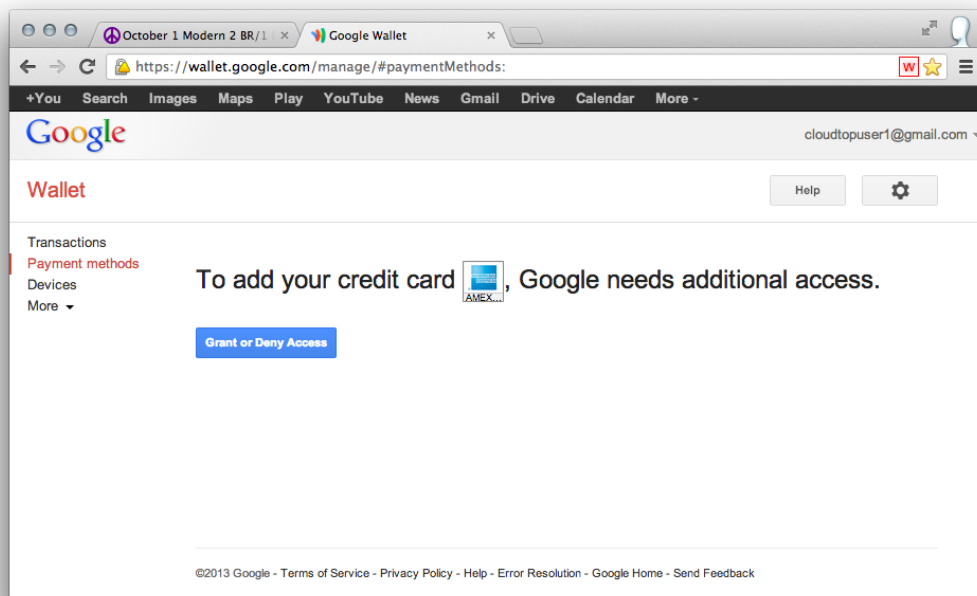 October 1 Modern 2 BR/1
Google Wallet
https://wallet.google.com/manage/#paymentMethods:
W
+You Search Images Maps Play YouTube News Gmail Drive Calendar More
Google
cloudtopuser1@gmail.com
Wallet
Help
Transactions
Payment methods
Devices
More
To add your credit card AMEX..., Google needs additional access.
Grant or Deny Access
©2013 Google - Terms of Service - Privacy Policy - Help - Error Resolution - Google Home - Send Feedback